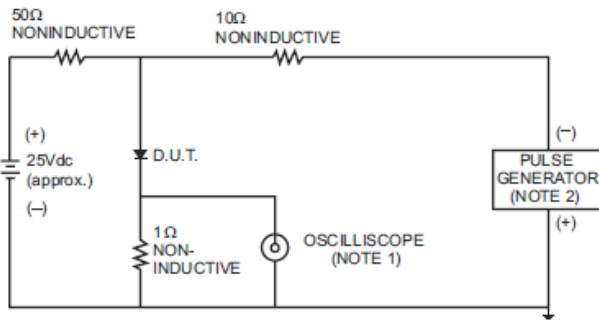 50Ω
NONINDUCTIVE
10Ω
NONINDUCTIVE
(+)
25Vdc
(approx.)
(–)
D.U.T.
1Ω
NON-
INDUCTIVE
OSCILLISCOPE
(NOTE 1)
(–)
PULSE
GENERATOR
(NOTE 2)
(+)